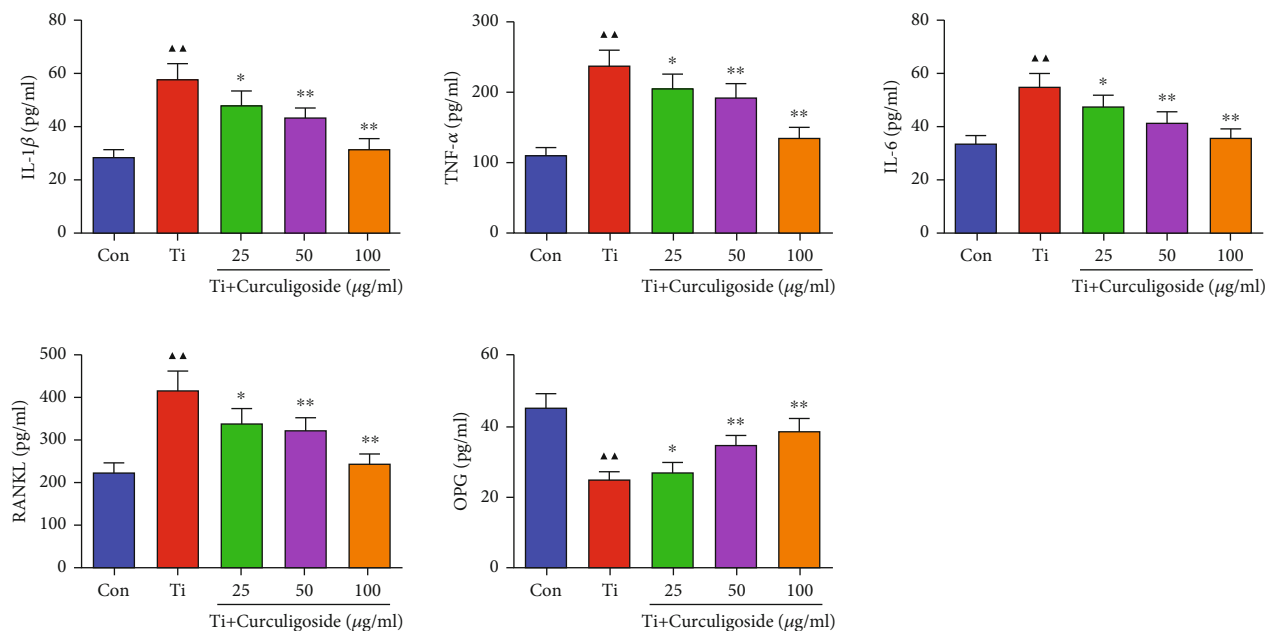 IL-1β (pg/ml)
80
60
40
20
0
▲▲
*
**
**
Con
Ti
25
50
100
Ti+Curculigoside (μg/ml)
TNF-α (pg/ml)
300
200
100
0
▲▲
*
**
**
Con
Ti
25
50
100
Ti+Curculigoside (μg/ml)
IL-6 (pg/ml)
80
60
40
20
0
▲▲
*
**
**
Con
Ti
25
50
100
Ti+Curculigoside (μg/ml)
RANKL (pg/ml)
500
400
300
200
100
0
▲▲
*
**
**
Con
Ti
25
50
100
Ti+Curculigoside (μg/ml)
OPG (pg/ml)
60
40
20
0
▲▲
*
**
**
Con
Ti
25
50
100
Ti+Curculigoside (μg/ml)